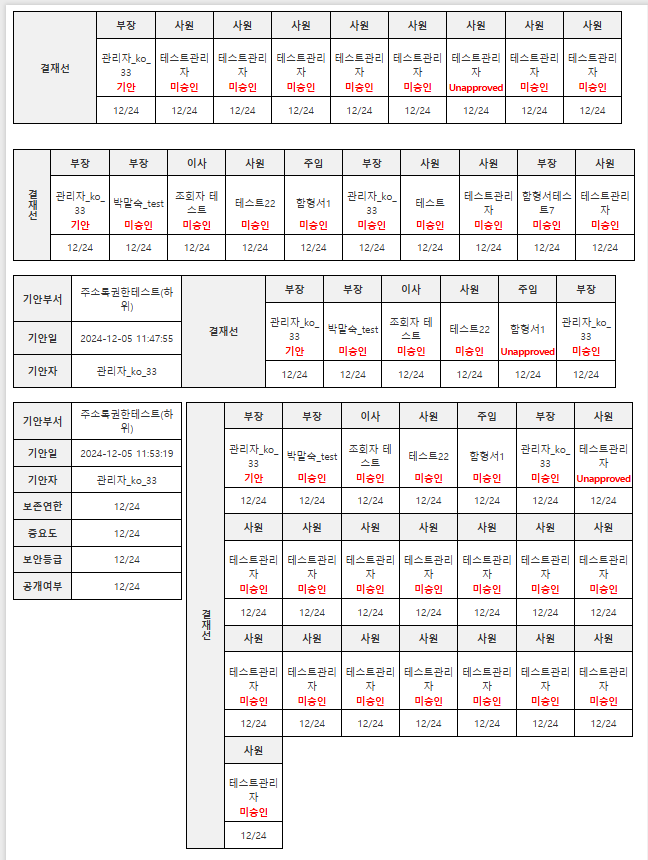 결재선
부장 사원 사원 사원 사원 사원 사원 사원 사원
관리자_ko_ 테스트관리 테스트관리 테스트관리 테스트관리 테스트관리 테스트관리 테스트관리 테스트관리
33 자 자 자 자 자 자 자 자
기안 미승인 미승인 미승인 미승인 미승인 Unapproved 미승인 미승인
12/24 12/24 12/24 12/24 12/24 12/24 12/24 12/24 12/24
결재선
부장 부장 이사 사원 주임 부장 사원 사원 부장 사원
관리자_ko_ 박말숙_test 조회자 테 테스트22 함형서1 관리자_ko_ 테스트 테스트관리 함형서테스 테스트관리
33 스트 33 자 트7 자
기안 미승인 미승인 미승인 미승인 미승인 미승인 미승인 미승인 미승인
12/24 12/24 12/24 12/24 12/24 12/24 12/24 12/24 12/24 12/24
기안부서 주소록권한테스트(하
위)
기안일 2024-12-05 11:47:55
기안자 관리자_ko_33
결재선
부장 부장 이사 사원 주임 부장
관리자_ko_ 박말숙_test 조회자 테 테스트22 함형서1 관리자_ko_
33 스트 33
기안 미승인 미승인 미승인 Unapproved 미승인
12/24 12/24 12/24 12/24 12/24 12/24
기안부서 주소록권한테스트(하
위)
기안일 2024-12-05 11:53:19
기안자 관리자_ko_33
보존연한 12/24
중요도 12/24
보안등급 12/24
공개여부 12/24
결재선
부장 부장 이사 사원 주임 부장 사원
관리자_ko_ 박말숙_test 조회자 테 테스트22 함형서1 관리자_ko_ 테스트관리
33 스트 33 자
기안 미승인 미승인 미승인 미승인 미승인 Unapproved
12/24 12/24 12/24 12/24 12/24 12/24 12/24
사원 사원 사원 사원 사원 사원 사원
테스트관리 테스트관리 테스트관리 테스트관리 테스트관리 테스트관리 테스트관리
자 자 자 자 자 자 자
미승인 미승인 미승인 미승인 미승인 미승인 미승인
12/24 12/24 12/24 12/24 12/24 12/24 12/24
사원 사원 사원 사원 사원 사원 사원
테스트관리 테스트관리 테스트관리 테스트관리 테스트관리 테스트관리 테스트관리
자 자 자 자 자 자 자
미승인 미승인 미승인 미승인 미승인 미승인 미승인
12/24 12/24 12/24 12/24 12/24 12/24 12/24
사원
테스트관리
자
미승인
12/24